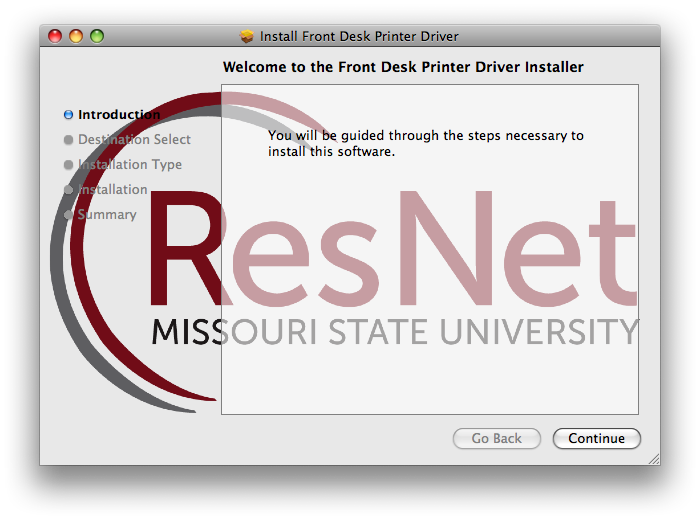 Install Front Desk Printer Driver
Welcome to the Front Desk Printer Driver Installer
Introduction
Destination Select
Installation Type
Installation
Summary
You will be guided through the steps necessary to
install this software.
ResNet
MISSOURI STATE UNIVERSITY
Go Back
Continue